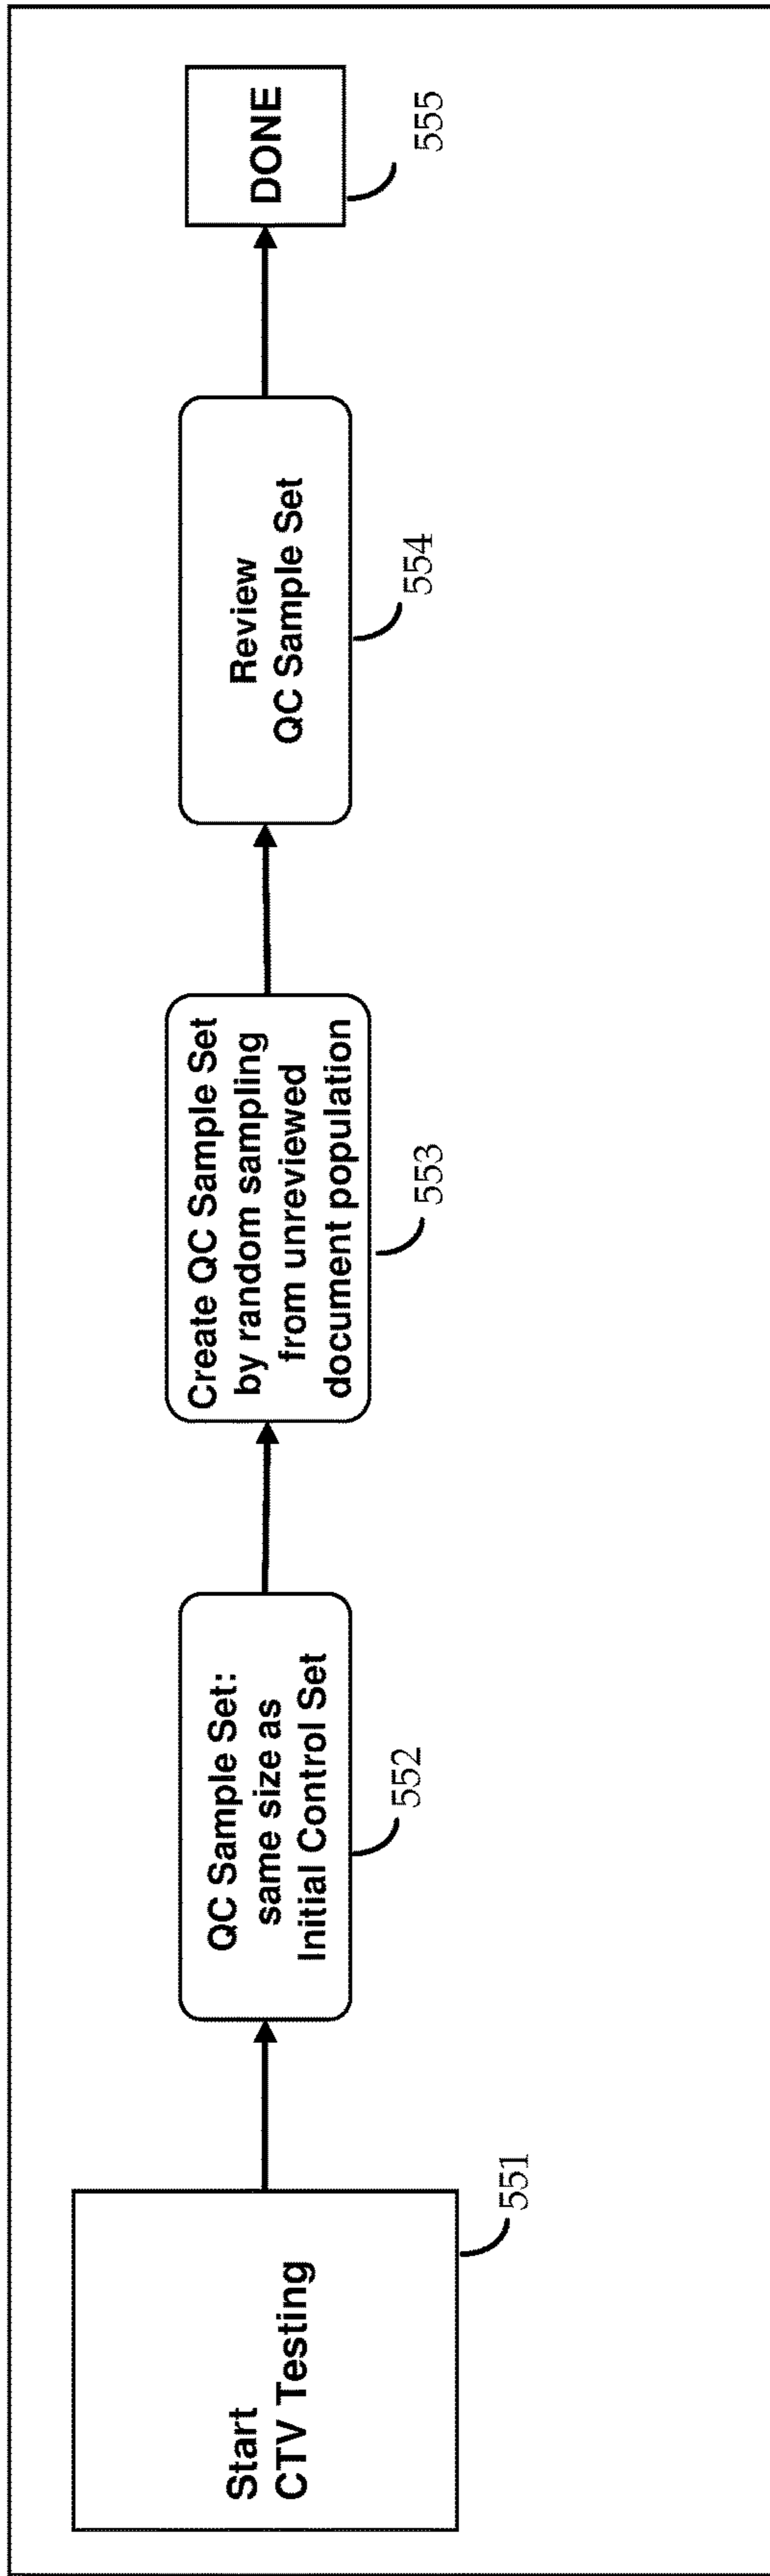 Start
CTV Testing
551
QC Sample Set:
same size as
Initial Control Set
552
Create QC Sample Set
by random sampling
from unreviewed
document population
553
Review
QC Sample Set
554
DONE
555